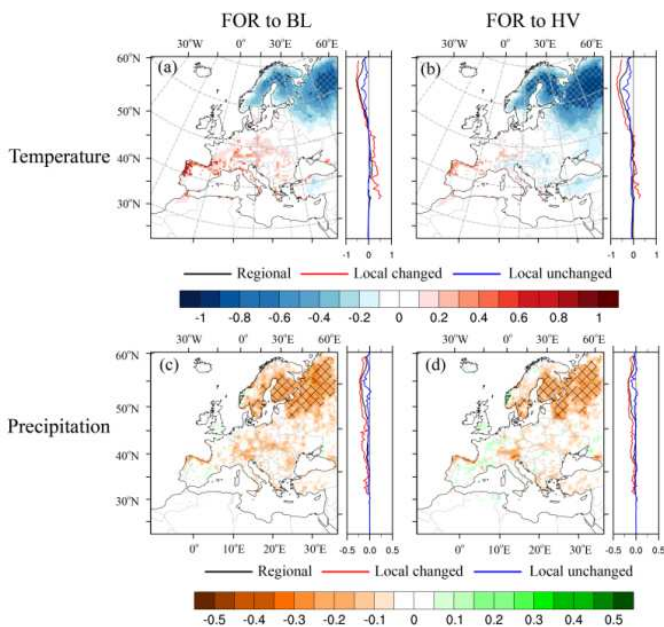 FOR to BL FOR to HV
30°W 0° 30°E 60°E 30°W 0° 30°E 60°E
60°N (a) 60°N (b)
50°N 50°N
Temperature
40°N 40°N
30°N 30°N
-1 0 1 -1 0 1
Regional Local changed Local unchanged
-1 -0.8 -0.6 -0.4 -0.2 0 0.2 0.4 0.6 0.8 1
30°W 0° 30°E 60°E 30°W 0° 30°E 60°E
60°N (c) 60°N (d)
50°N 50°N
Precipitation
40°N 40°N
30°N 30°N
0° 10°E 20°E 30°E -0.5 0.0 0.5 0° 10°E 20°E 30°E -0.5 0.0 0.5
Regional Local changed Local unchanged
-0.5 -0.4 -0.3 -0.2 -0.1 0 0.1 0.2 0.3 0.4 0.5